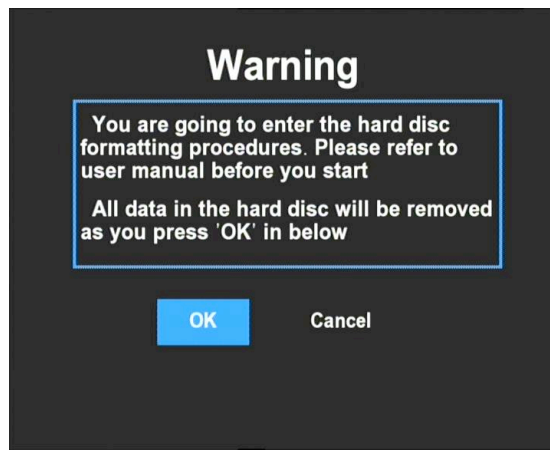 Warning
You are going to enter the hard disc
formatting procedures. Please refer to
user manual before you start
All data in the hard disc will be removed
as you press 'OK' in below
OK
Cancel